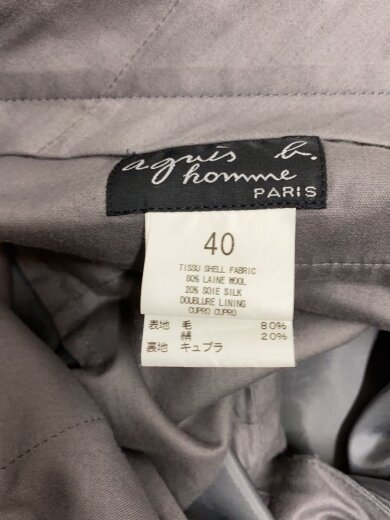 agnès b.
homme
PARIS
40
TISSU SHELL FABRIC
80% LAINE WOOL
20% SOIE SILK
DOUBLURE LINING
CUPRO CUPRO
表地 毛 80%
絹 20%
裏地 キュプラ